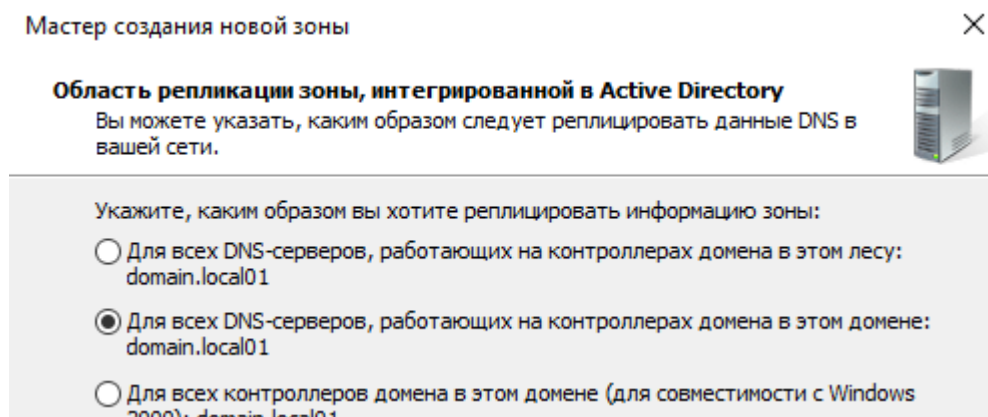 Мастер создания новой зоны
Область репликации зоны, интегрированной в Active Directory
Вы можете указать, каким образом следует реплицировать данные DNS в
вашей сети.
Укажите, каким образом вы хотите реплицировать информацию зоны:
Для всех DNS-серверов, работающих на контроллерах домена в этом лесу:
domain.local01
Для всех DNS-серверов, работающих на контроллерах домена в этом домене:
domain.local01
Для всех контроллеров домена в этом домене (для совместимости с Windows
2000): domain.local01